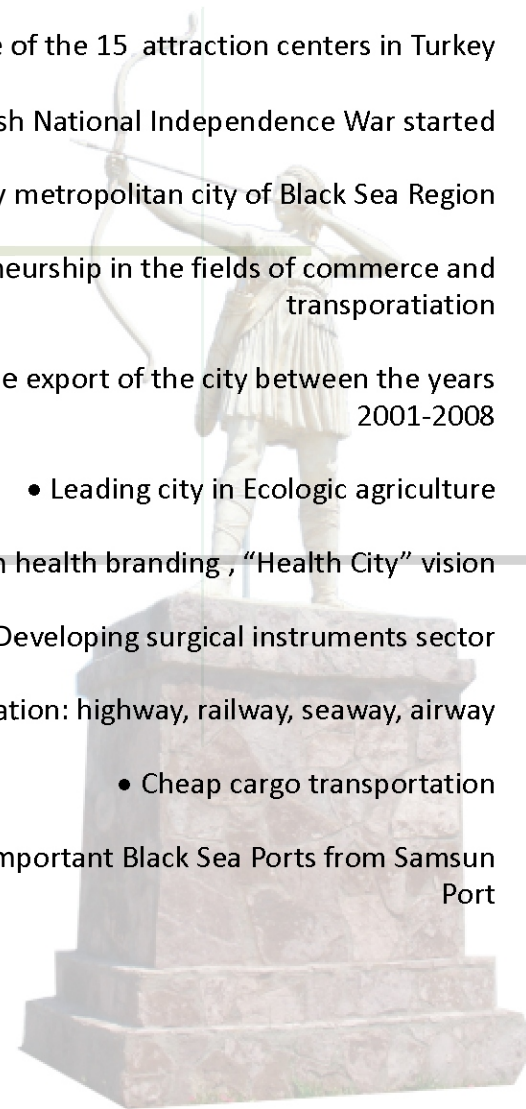 e of the 15 attraction centers in Turkey
sh National Independence War started
y metropolitan city of Black Sea Region
neurship in the fields of commerce and
transporatiation
e export of the city between the years
2001-2008
• Leading city in Ecologic agriculture
n health branding , “Health City” vision
Developing surgical instruments sector
ation: highway, railway, seaway, airway
• Cheap cargo transportation
mportant Black Sea Ports from Samsun
Port